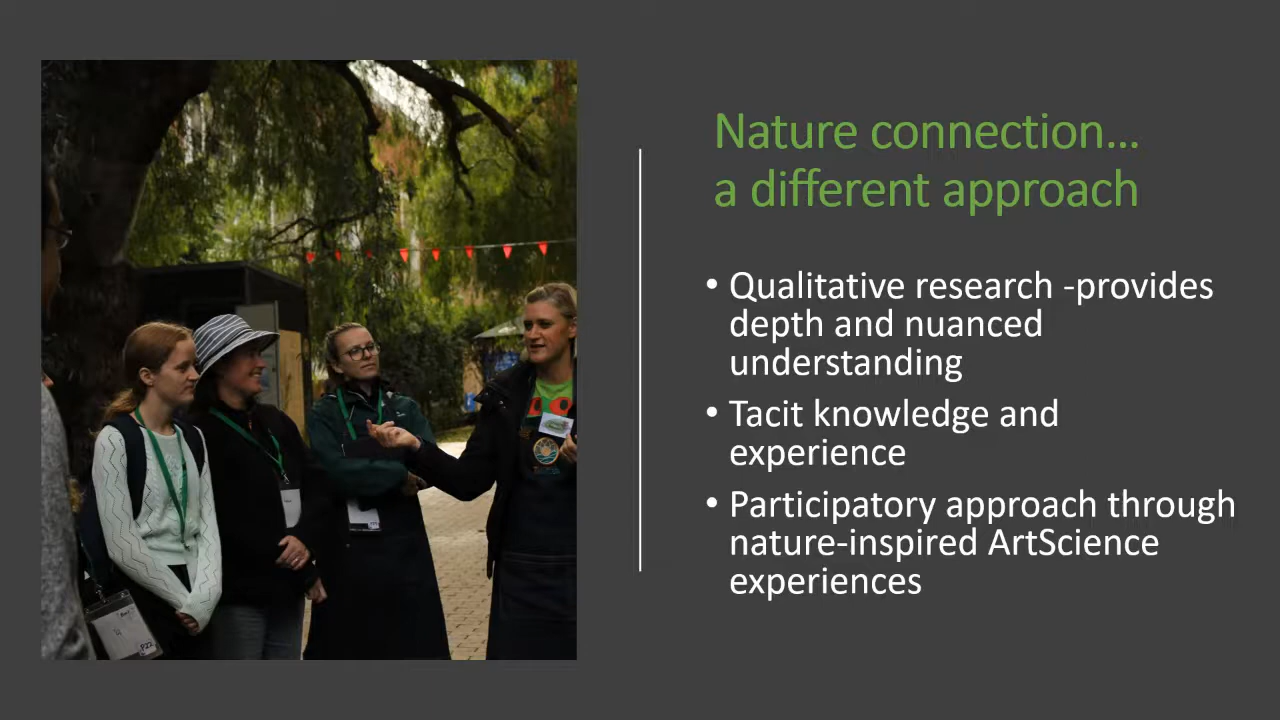 Nature connection...
a different approach
• Qualitative research -provides
depth and nuanced
understanding
• Tacit knowledge and
experience
• Participatory approach through
nature-inspired ArtScience
experiences